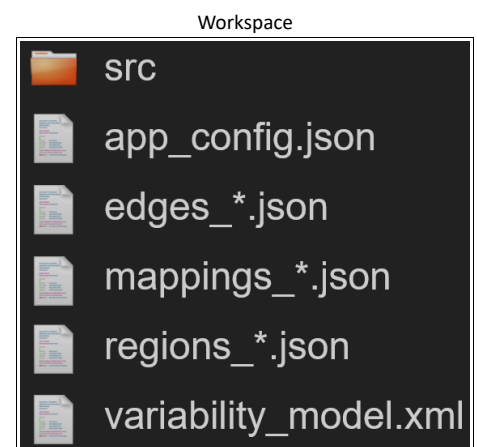 Workspace
src
app_config.json
edges_*.json
mappings_*.json
regions_*.json
variability_model.xml